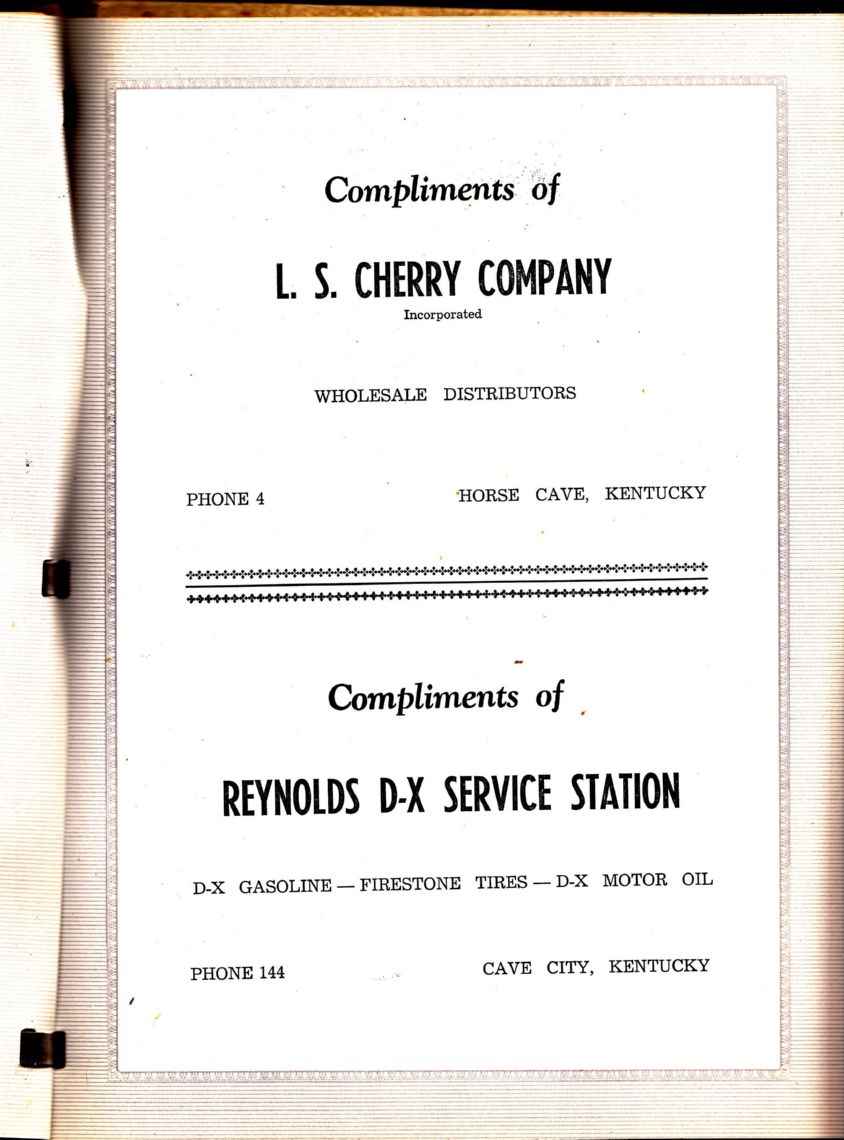 Compliments of
L. S. CHERRY COMPANY
Incorporated
WHOLESALE DISTRIBUTORS
PHONE 4 HORSE CAVE, KENTUCKY
Compliments of
REYNOLDS D-X SERVICE STATION
D-X GASOLINE — FIRESTONE TIRES — D-X MOTOR OIL
PHONE 144 CAVE CITY, KENTUCKY